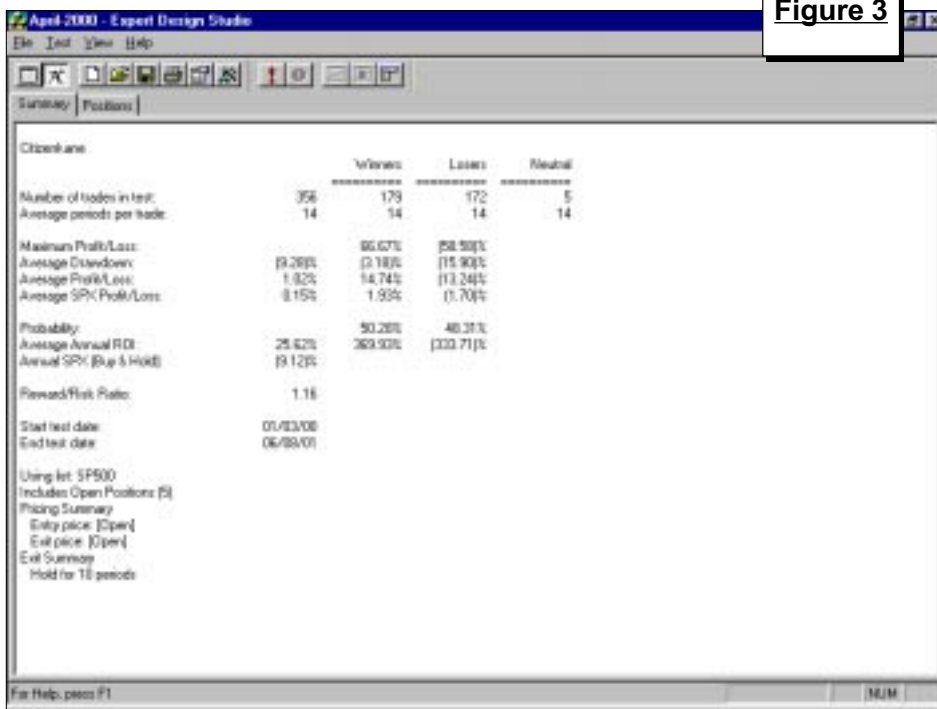 Figure 3
April-2000 - Expert Design Studio
File Test View Help
Summary Positions
Citizenkane
Winners Losers Neutral
========== ========== ==========
Number of trades in test: 356 179 172 5
Average periods per trade: 14 14 14 14
Maximum Profit/Loss: 86.67% (58.50)%
Average Drawdown: (9.28)% (3.18)% (15.90)%
Average Profit/Loss: 1.02% 14.74% (13.24)%
Average SPX Profit/Loss: 0.15% 1.93% (1.70)%
Probability: 50.28% 48.31%
Average Annual ROI: 25.62% 369.93% (333.71)%
Annual SPX (Buy & Hold): (9.12)%
Reward/Risk Ratio: 1.16
Start test date: 01/03/00
End test date: 06/08/01
Using list: SP500
Includes Open Positions (5)
Pricing Summary
Entry price: [Open]
Exit price: [Open]
Exit Summary
Hold for 10 periods
For Help, press F1
NUM